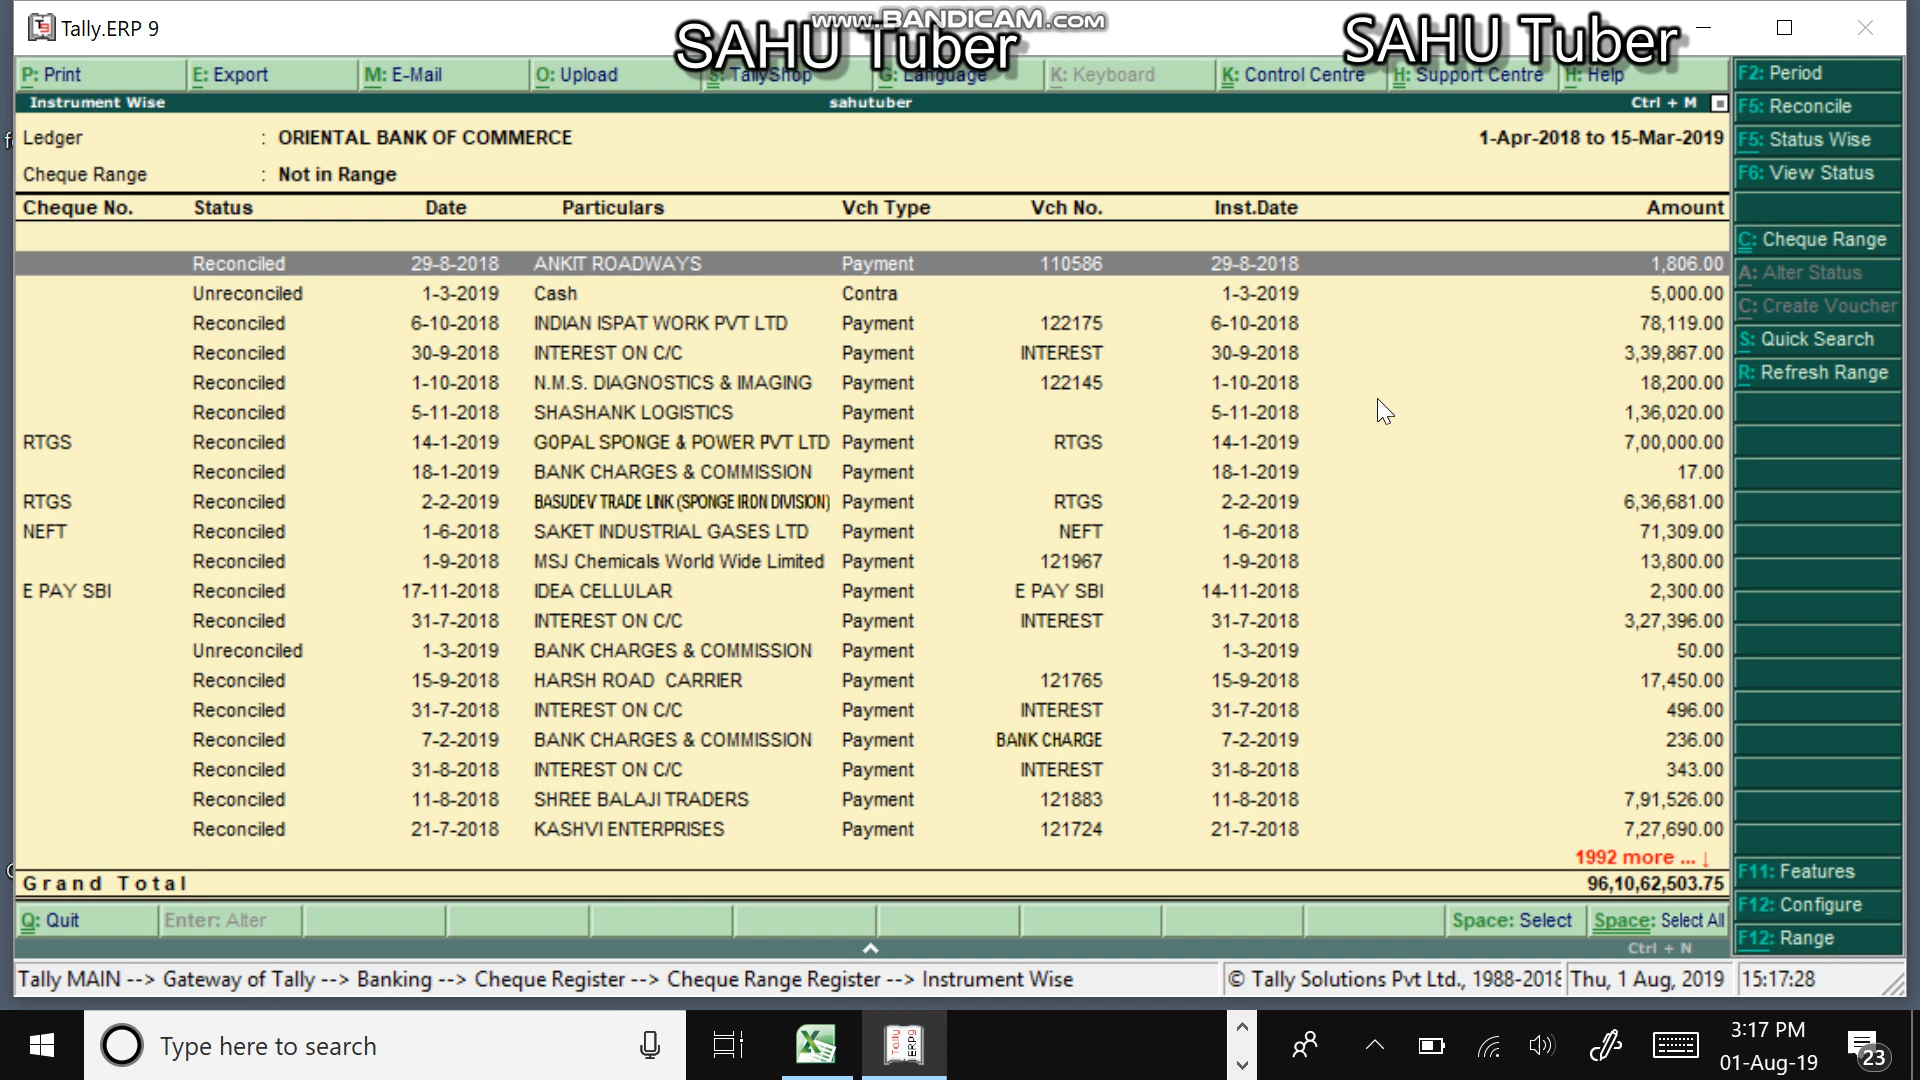 www.BANDICAM.com
SAHU Tuber SAHU Tuber
Tally.ERP 9
P: Print E: Export M: E-Mail O: Upload S: TallyShop G: Language K: Keyboard K: Control Centre H: Support Centre H: Help
Instrument Wise sahutuber Ctrl + M
Ledger : ORIENTAL BANK OF COMMERCE 1-Apr-2018 to 15-Mar-2019
Cheque Range : Not in Range
Cheque No. Status Date Particulars Vch Type Vch No. Inst.Date Amount
Reconciled 29-8-2018 ANKIT ROADWAYS Payment 110586 29-8-2018 1,806.00
Unreconciled 1-3-2019 Cash Contra 1-3-2019 5,000.00
Reconciled 6-10-2018 INDIAN ISPAT WORK PVT LTD Payment 122175 6-10-2018 78,119.00
Reconciled 30-9-2018 INTEREST ON C/C Payment INTEREST 30-9-2018 3,39,867.00
Reconciled 1-10-2018 N.M.S. DIAGNOSTICS & IMAGING Payment 122145 1-10-2018 18,200.00
Reconciled 5-11-2018 SHASHANK LOGISTICS Payment 5-11-2018 1,36,020.00
RTGS Reconciled 14-1-2019 GOPAL SPONGE & POWER PVT LTD Payment RTGS 14-1-2019 7,00,000.00
Reconciled 18-1-2019 BANK CHARGES & COMMISSION Payment 18-1-2019 17.00
RTGS Reconciled 2-2-2019 BASUDEV TRADE LINK (SPONGE IRON DIVISION) Payment RTGS 2-2-2019 6,36,681.00
NEFT Reconciled 1-6-2018 SAKET INDUSTRIAL GASES LTD Payment NEFT 1-6-2018 71,309.00
Reconciled 1-9-2018 MSJ Chemicals World Wide Limited Payment 121967 1-9-2018 13,800.00
E PAY SBI Reconciled 17-11-2018 IDEA CELLULAR Payment E PAY SBI 14-11-2018 2,300.00
Reconciled 31-7-2018 INTEREST ON C/C Payment INTEREST 31-7-2018 3,27,396.00
Unreconciled 1-3-2019 BANK CHARGES & COMMISSION Payment 1-3-2019 50.00
Reconciled 15-9-2018 HARSH ROAD CARRIER Payment 121765 15-9-2018 17,450.00
Reconciled 31-7-2018 INTEREST ON C/C Payment INTEREST 31-7-2018 496.00
Reconciled 7-2-2019 BANK CHARGES & COMMISSION Payment BANK CHARGE 7-2-2019 236.00
Reconciled 31-8-2018 INTEREST ON C/C Payment INTEREST 31-8-2018 343.00
Reconciled 11-8-2018 SHREE BALAJI TRADERS Payment 121883 11-8-2018 7,91,526.00
Reconciled 21-7-2018 KASHVI ENTERPRISES Payment 121724 21-7-2018 7,27,690.00
1992 more ... ↓
Grand Total 96,10,62,503.75
Q: Quit Enter: Alter Space: Select Space: Select All
Ctrl + N
F2: Period
F5: Reconcile
F5: Status Wise
F6: View Status
C: Cheque Range
A: Alter Status
C: Create Voucher
S: Quick Search
R: Refresh Range
F11: Features
F12: Configure
F12: Range
Tally MAIN --> Gateway of Tally --> Banking --> Cheque Register --> Cheque Range Register --> Instrument Wise © Tally Solutions Pvt Ltd., 1988-2018 Thu, 1 Aug, 2019 15:17:28
Type here to search
3:17 PM
01-Aug-19
23